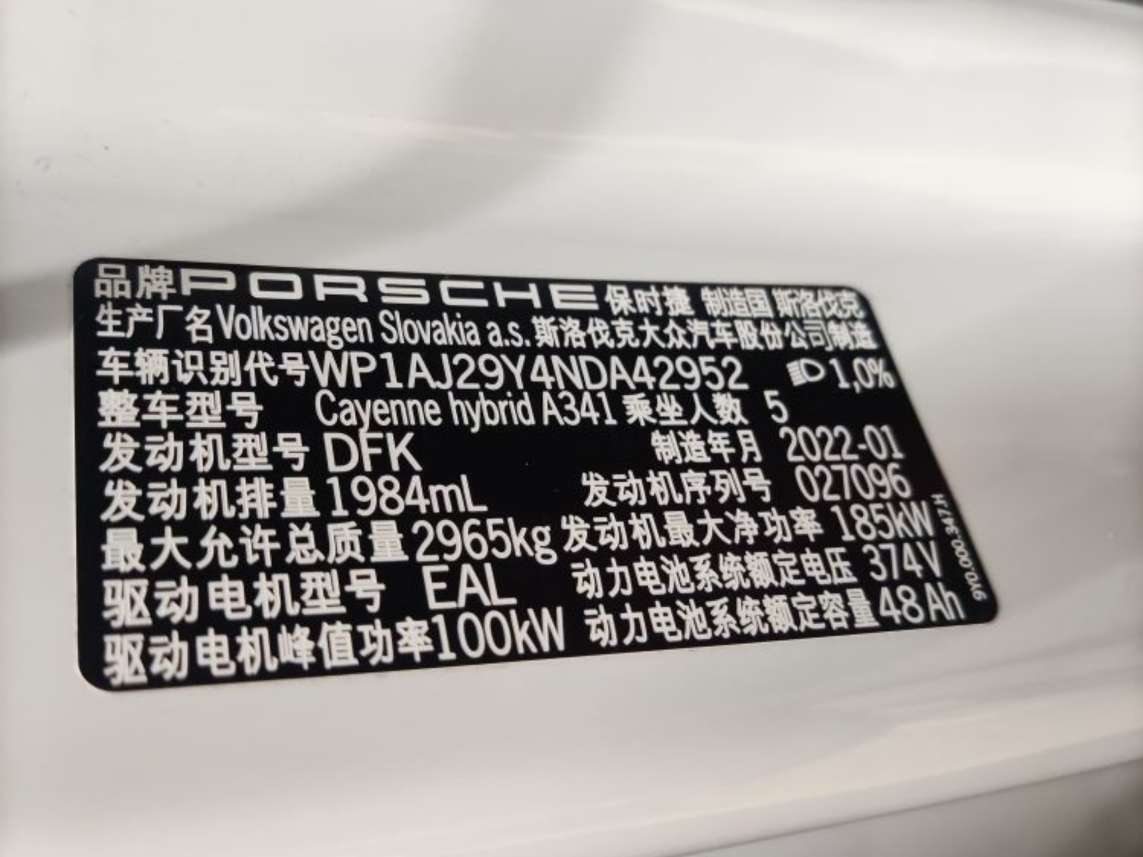 品牌PORSCHE保时捷 制造国 斯洛伐克
生产厂名Volkswagen Slovakia a.s.斯洛伐克大众汽车股份公司制造
车辆识别代号WP1AJ29Y4NDA42952 1,0%
整车型号 Cayenne hybrid A341 乘坐人数 5
发动机型号 DFK 制造年月 2022-01
发动机排量1984mL 发动机序列号 027096
最大允许总质量2965kg 发动机最大净功率 185kW
驱动电机型号 EAL 动力电池系统额定电压 374V
驱动电机峰值功率100kW 动力电池系统额定容量48Ah